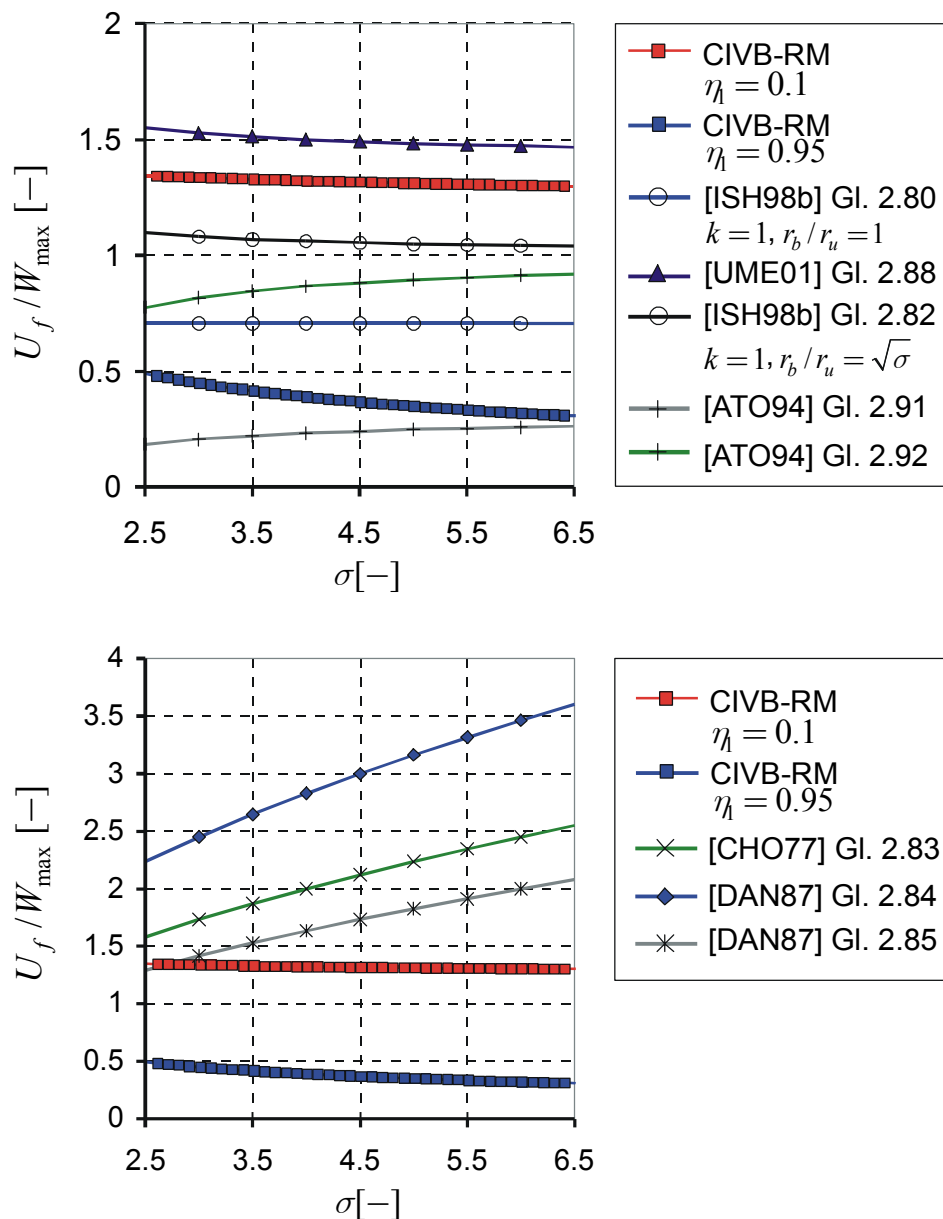 2
1.5
1
0.5
0
2.5 3.5 4.5 5.5 6.5
U_f / W_max [−]
σ[−]
CIVB-RM
η₁ = 0.1
CIVB-RM
η₁ = 0.95
[ISH98b] Gl. 2.80
k = 1, r_b / r_u = 1
[UME01] Gl. 2.88
[ISH98b] Gl. 2.82
k = 1, r_b / r_u = √σ
[ATO94] Gl. 2.91
[ATO94] Gl. 2.92
4
3.5
3
2.5
2
1.5
1
0.5
0
2.5 3.5 4.5 5.5 6.5
U_f / W_max [−]
σ[−]
CIVB-RM
η₁ = 0.1
CIVB-RM
η₁ = 0.95
[CHO77] Gl. 2.83
[DAN87] Gl. 2.84
[DAN87] Gl. 2.85